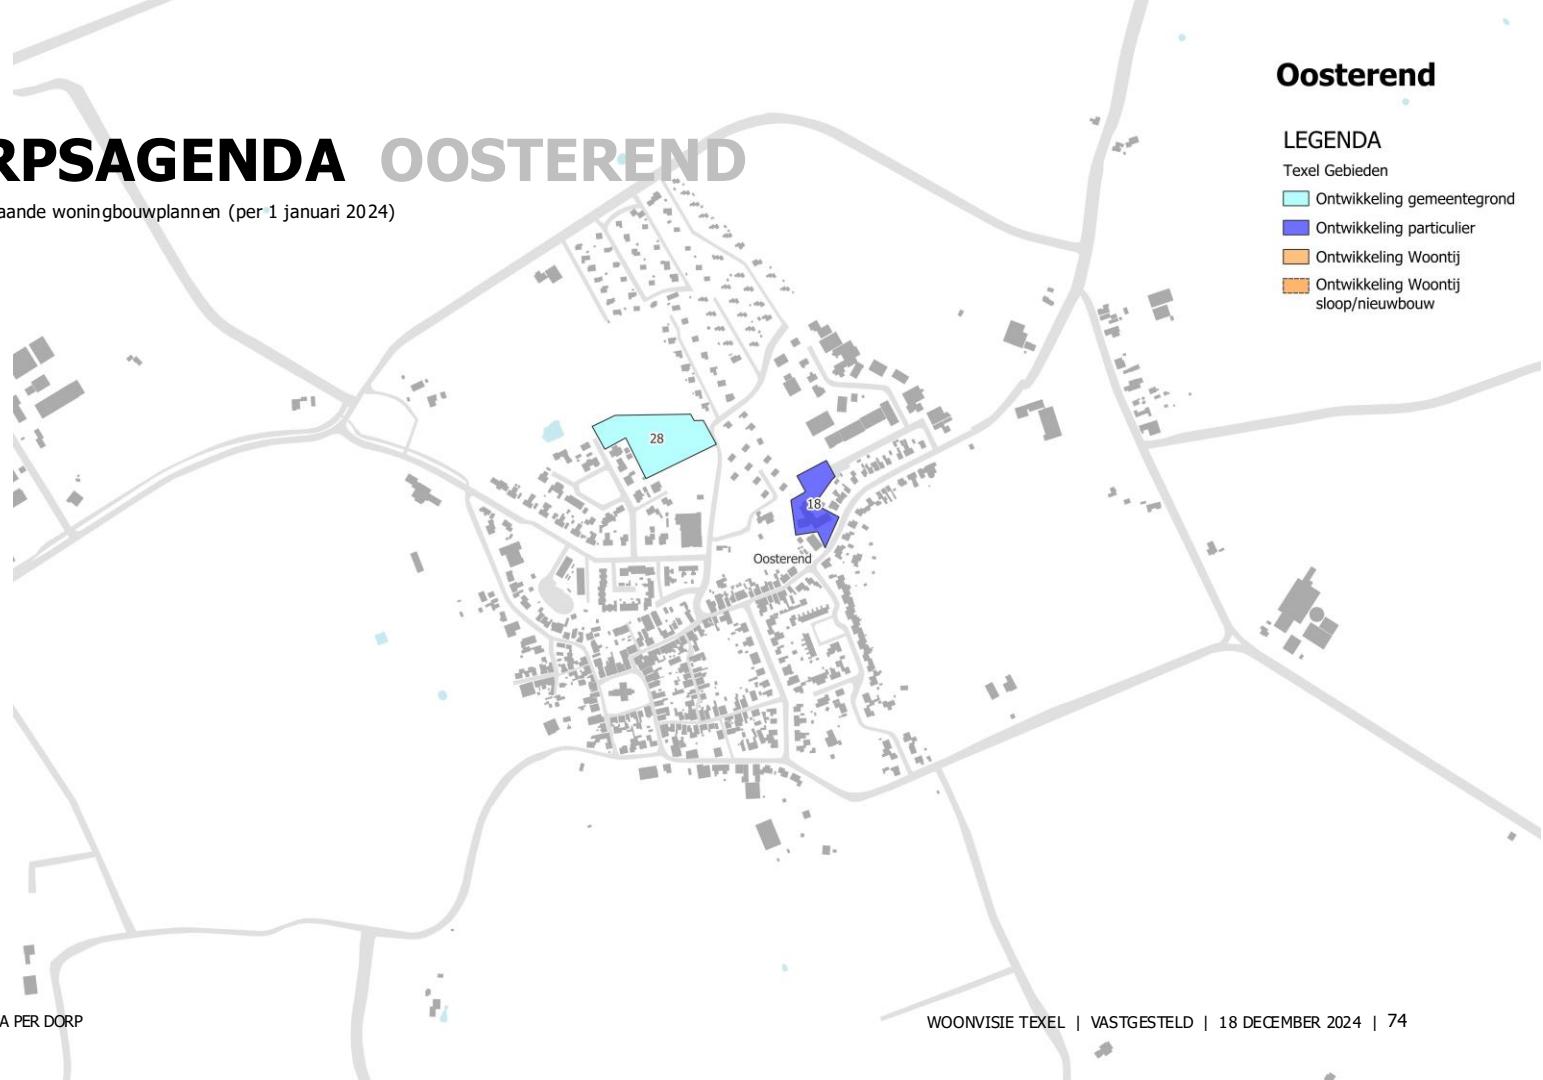 Oosterend
LEGENDA
Texel Gebieden
Ontwikkeling gemeentegrond
Ontwikkeling particulier
Ontwikkeling Woontij
Ontwikkeling Woontij
sloop/nieuwbouw
RPSAGENDA OOSTEREND
aande woningbouwplannen (per 1 januari 2024)
28
18
Oosterend
A PER DORP
WOONVISIE TEXEL | VASTGESTELD | 18 DECEMBER 2024 | 74